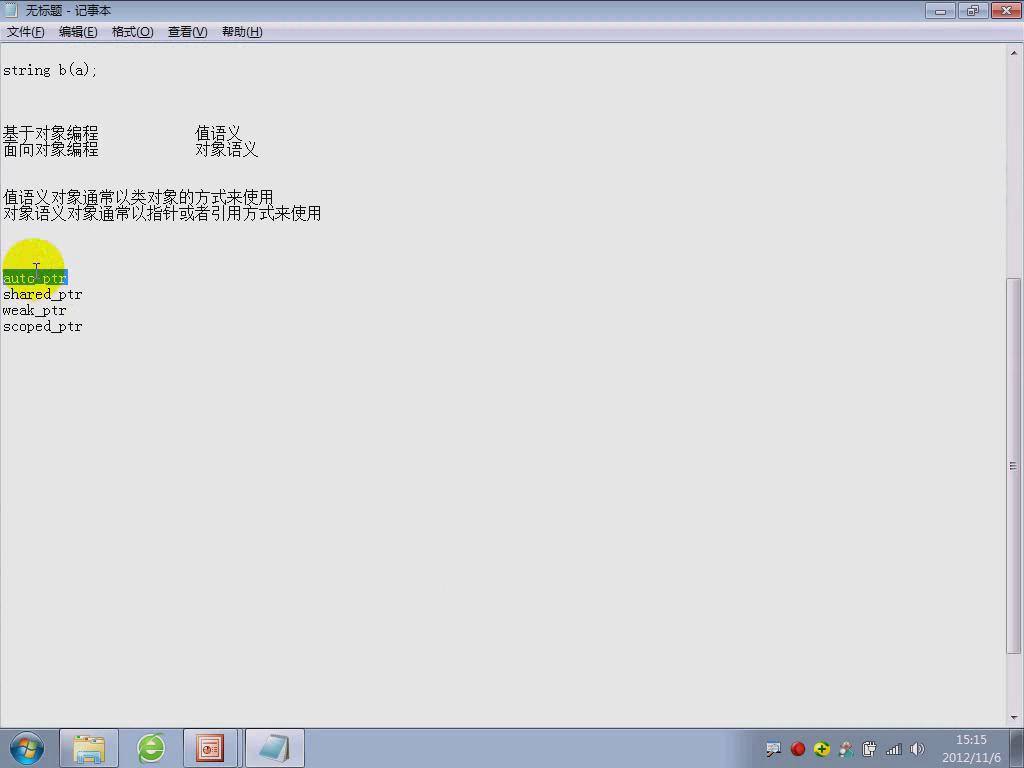 无标题 - 记事本
文件(F) 编辑(E) 格式(O) 查看(V) 帮助(H)
string b(a);
基于对象编程 值语义
面向对象编程 对象语义
值语义对象通常以类对象的方式来使用
对象语义对象通常以指针或者引用方式来使用
auto_ptr
shared_ptr
weak_ptr
scoped_ptr
15:15
2012/11/6